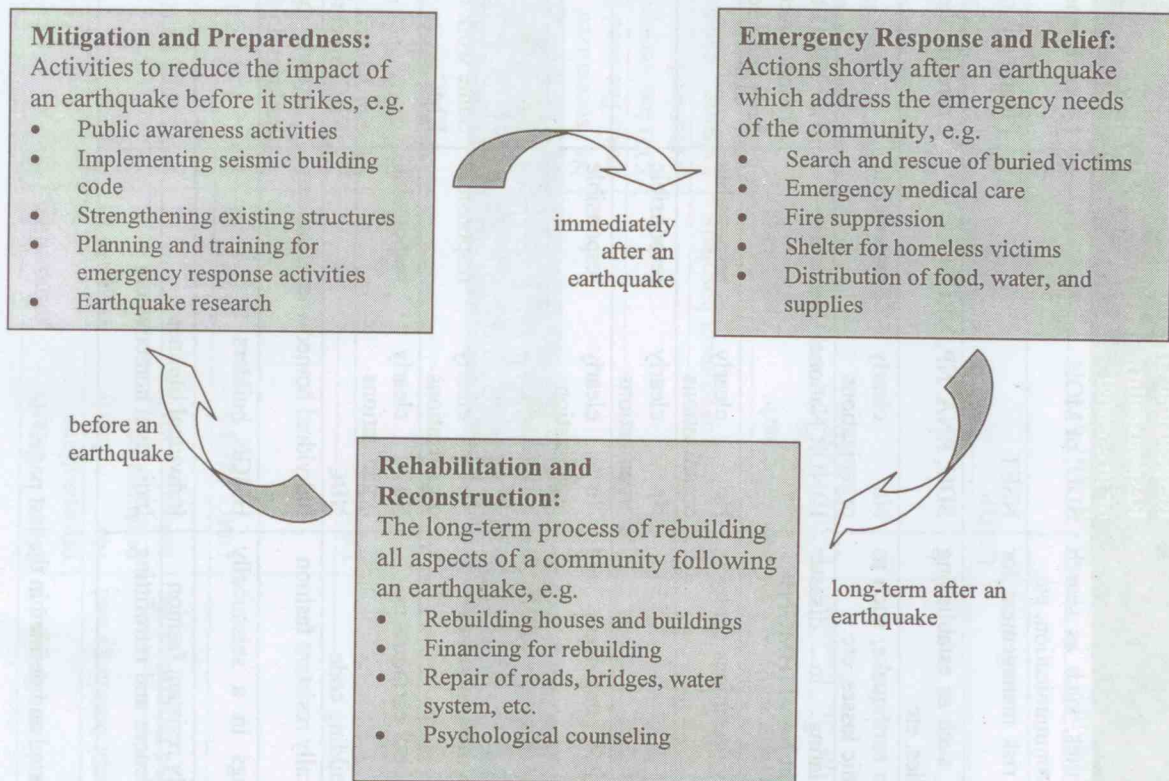 Mitigation and Preparedness:
Activities to reduce the impact of
an earthquake before it strikes, e.g.
• Public awareness activities
• Implementing seismic building
code
• Strengthening existing structures
• Planning and training for
emergency response activities
• Earthquake research
immediately
after an
earthquake
Emergency Response and Relief:
Actions shortly after an earthquake
which address the emergency needs
of the community, e.g.
• Search and rescue of buried victims
• Emergency medical care
• Fire suppression
• Shelter for homeless victims
• Distribution of food, water, and
supplies
long-term after an
earthquake
Rehabilitation and
Reconstruction:
The long-term process of rebuilding
all aspects of a community following
an earthquake, e.g.
• Rebuilding houses and buildings
• Financing for rebuilding
• Repair of roads, bridges, water
system, etc.
• Psychological counseling
before an
earthquake